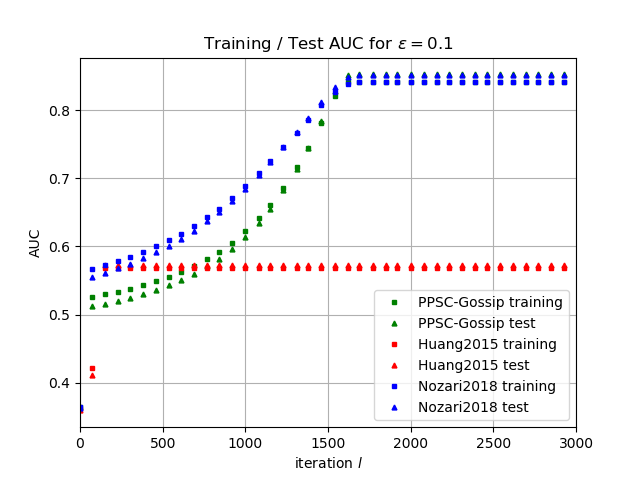 Training / Test AUC for ε = 0.1
AUC
0.8
0.7
0.6
0.5
0.4
PPSC-Gossip training
PPSC-Gossip test
Huang2015 training
Huang2015 test
Nozari2018 training
Nozari2018 test
0 500 1000 1500 2000 2500 3000
iteration l